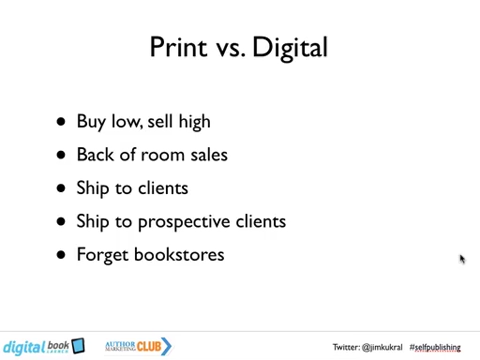 Print vs. Digital
• Buy low, sell high
• Back of room sales
• Ship to clients
• Ship to prospective clients
• Forget bookstores
digital book
LAUNCH
AUTHOR
MARKETING CLUB
Twitter: @jimkukral #selfpublishing